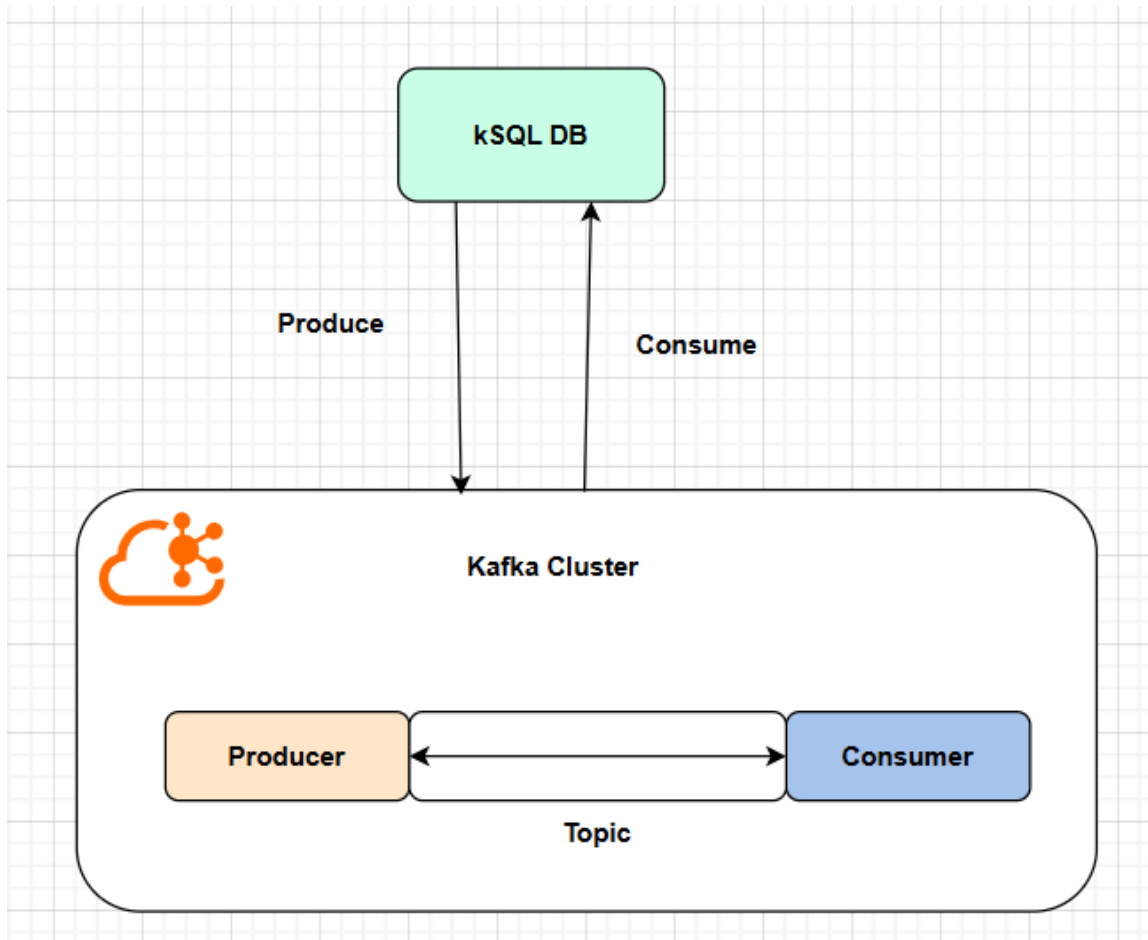 kSQL DB
Produce
Consume
Kafka Cluster
Producer
Consumer
Topic